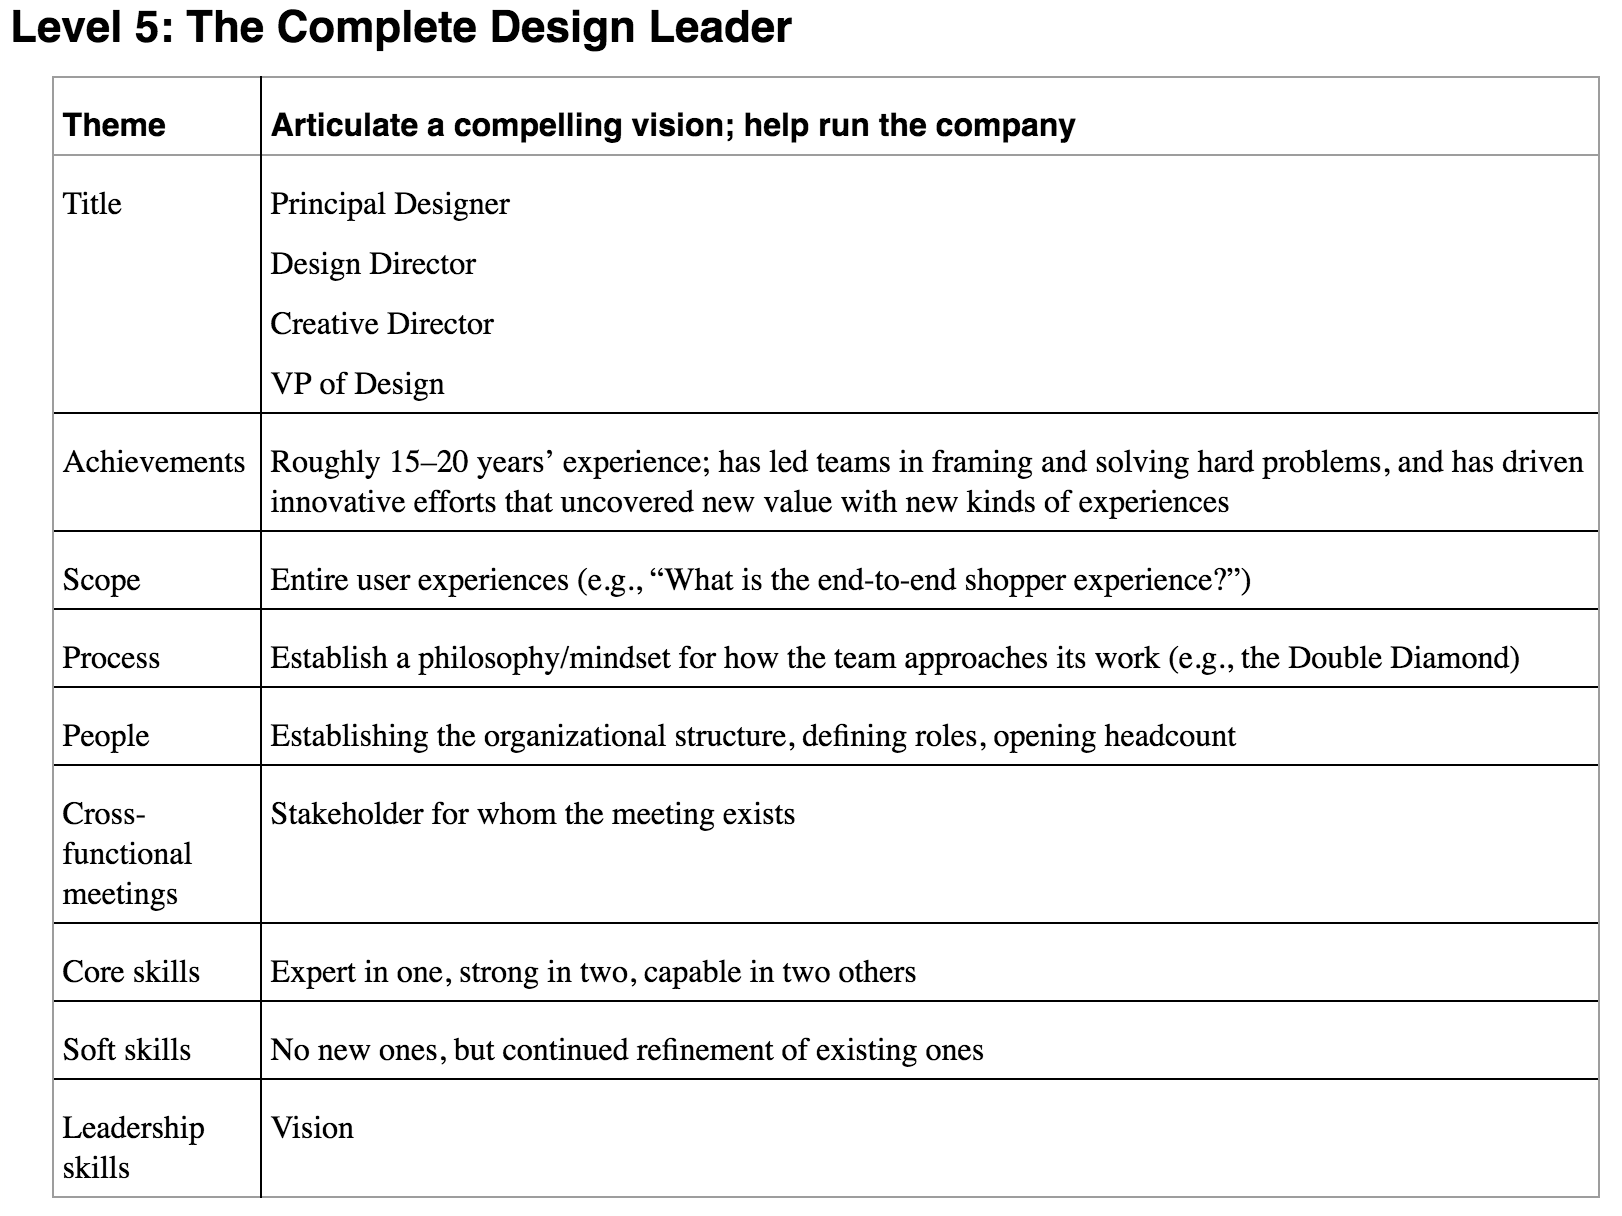 Level 5: The Complete Design Leader
Theme
Articulate a compelling vision; help run the company
Title
Principal Designer
Design Director
Creative Director
VP of Design
Achievements
Roughly 15–20 years’ experience; has led teams in framing and solving hard problems, and has driven
innovative efforts that uncovered new value with new kinds of experiences
Scope
Entire user experiences (e.g., “What is the end-to-end shopper experience?”)
Process
Establish a philosophy/mindset for how the team approaches its work (e.g., the Double Diamond)
People
Establishing the organizational structure, defining roles, opening headcount
Cross-
functional
meetings
Stakeholder for whom the meeting exists
Core skills
Expert in one, strong in two, capable in two others
Soft skills
No new ones, but continued refinement of existing ones
Leadership
skills
Vision